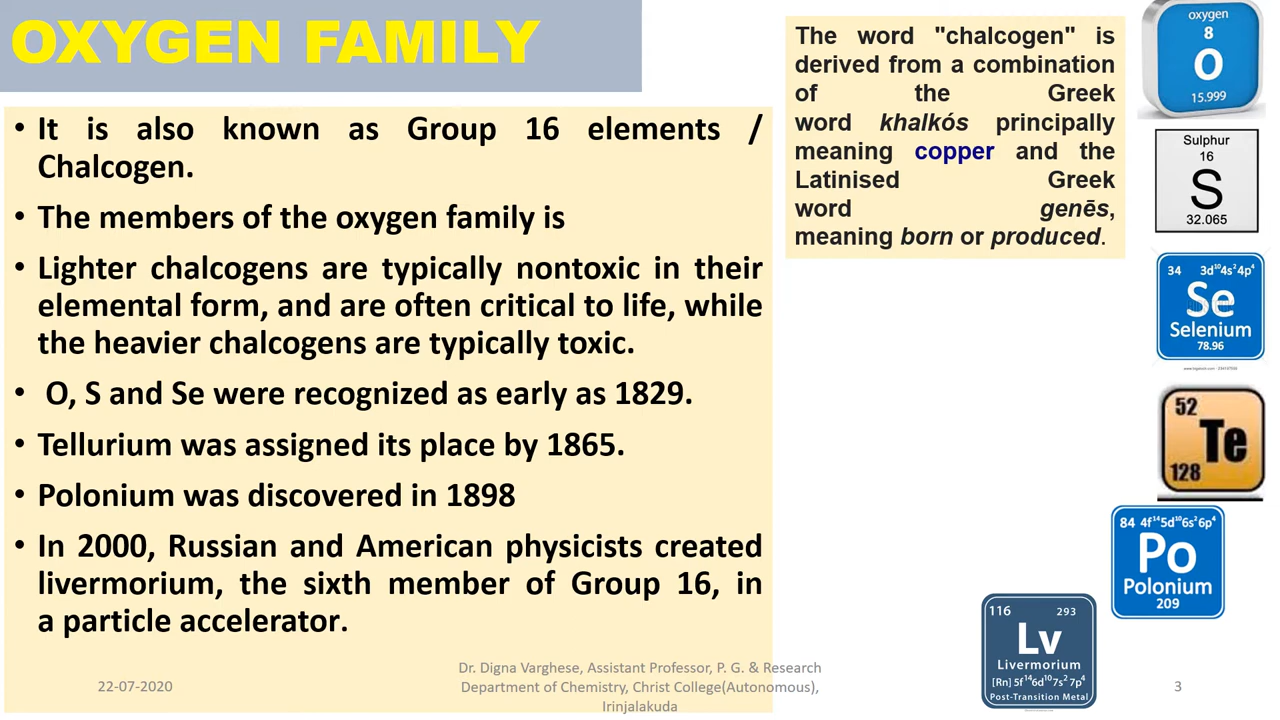 OXYGEN FAMILY
• It is also known as Group 16 elements /
Chalcogen.
• The members of the oxygen family is
• Lighter chalcogens are typically nontoxic in their
elemental form, and are often critical to life, while
the heavier chalcogens are typically toxic.
• O, S and Se were recognized as early as 1829.
• Tellurium was assigned its place by 1865.
• Polonium was discovered in 1898
• In 2000, Russian and American physicists created
livermorium, the sixth member of Group 16, in
a particle accelerator.
The word "chalcogen" is
derived from a combination
of the Greek
word khalkós principally
meaning copper and the
Latinised Greek
word genēs,
meaning born or produced.
oxygen
8
O
15.999
Sulphur
16
S
32.065
34 3d¹⁰4s²4p⁴
Se
Selenium
78.96
52
Te
128
84 4f¹⁴5d¹⁰6s²6p⁴
Po
Polonium
209
116 293
Lv
Livermorium
[Rn] 5f¹⁴6d¹⁰7s²7p⁴
Post-Transition Metal
22-07-2020
Dr. Digna Varghese, Assistant Professor, P. G. & Research
Department of Chemistry, Christ College(Autonomous),
Irinjalakuda
3